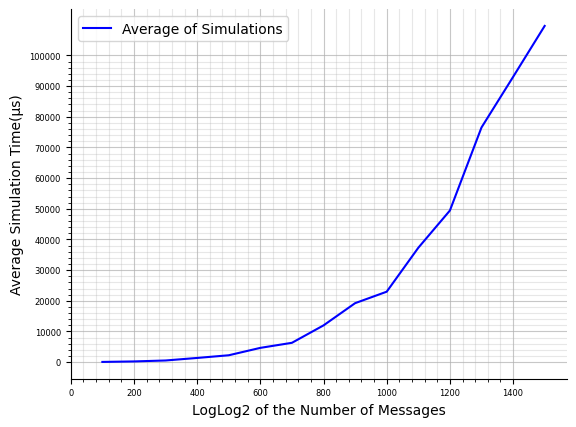 Average of Simulations
Average Simulation Time(µs)
100000
90000
80000
70000
60000
50000
40000
30000
20000
10000
0
0 200 400 600 800 1000 1200 1400
LogLog2 of the Number of Messages